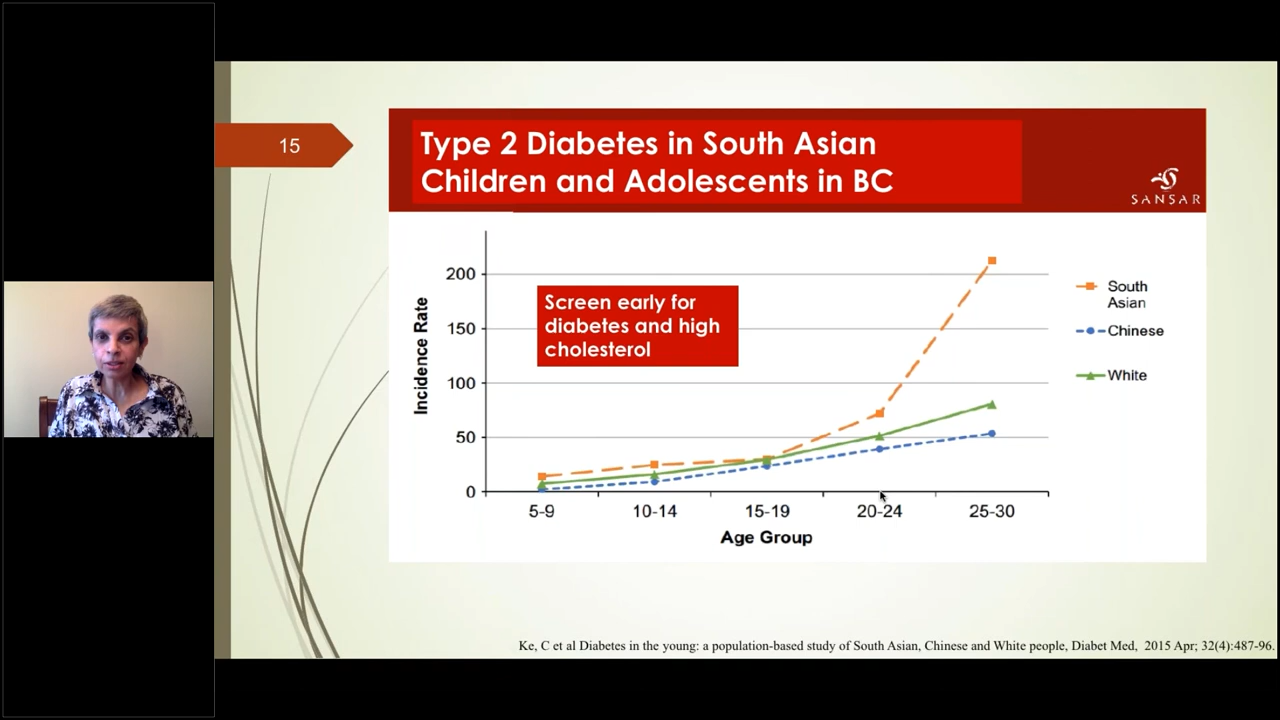 15
Type 2 Diabetes in South Asian
Children and Adolescents in BC
SANSAR
Incidence Rate
200
150
100
50
0
Screen early for
diabetes and high
cholesterol
South
Asian
Chinese
White
5-9 10-14 15-19 20-24 25-30
Age Group
Ke, C et al Diabetes in the young: a population-based study of South Asian, Chinese and White people, Diabet Med, 2015 Apr; 32(4):487-96.